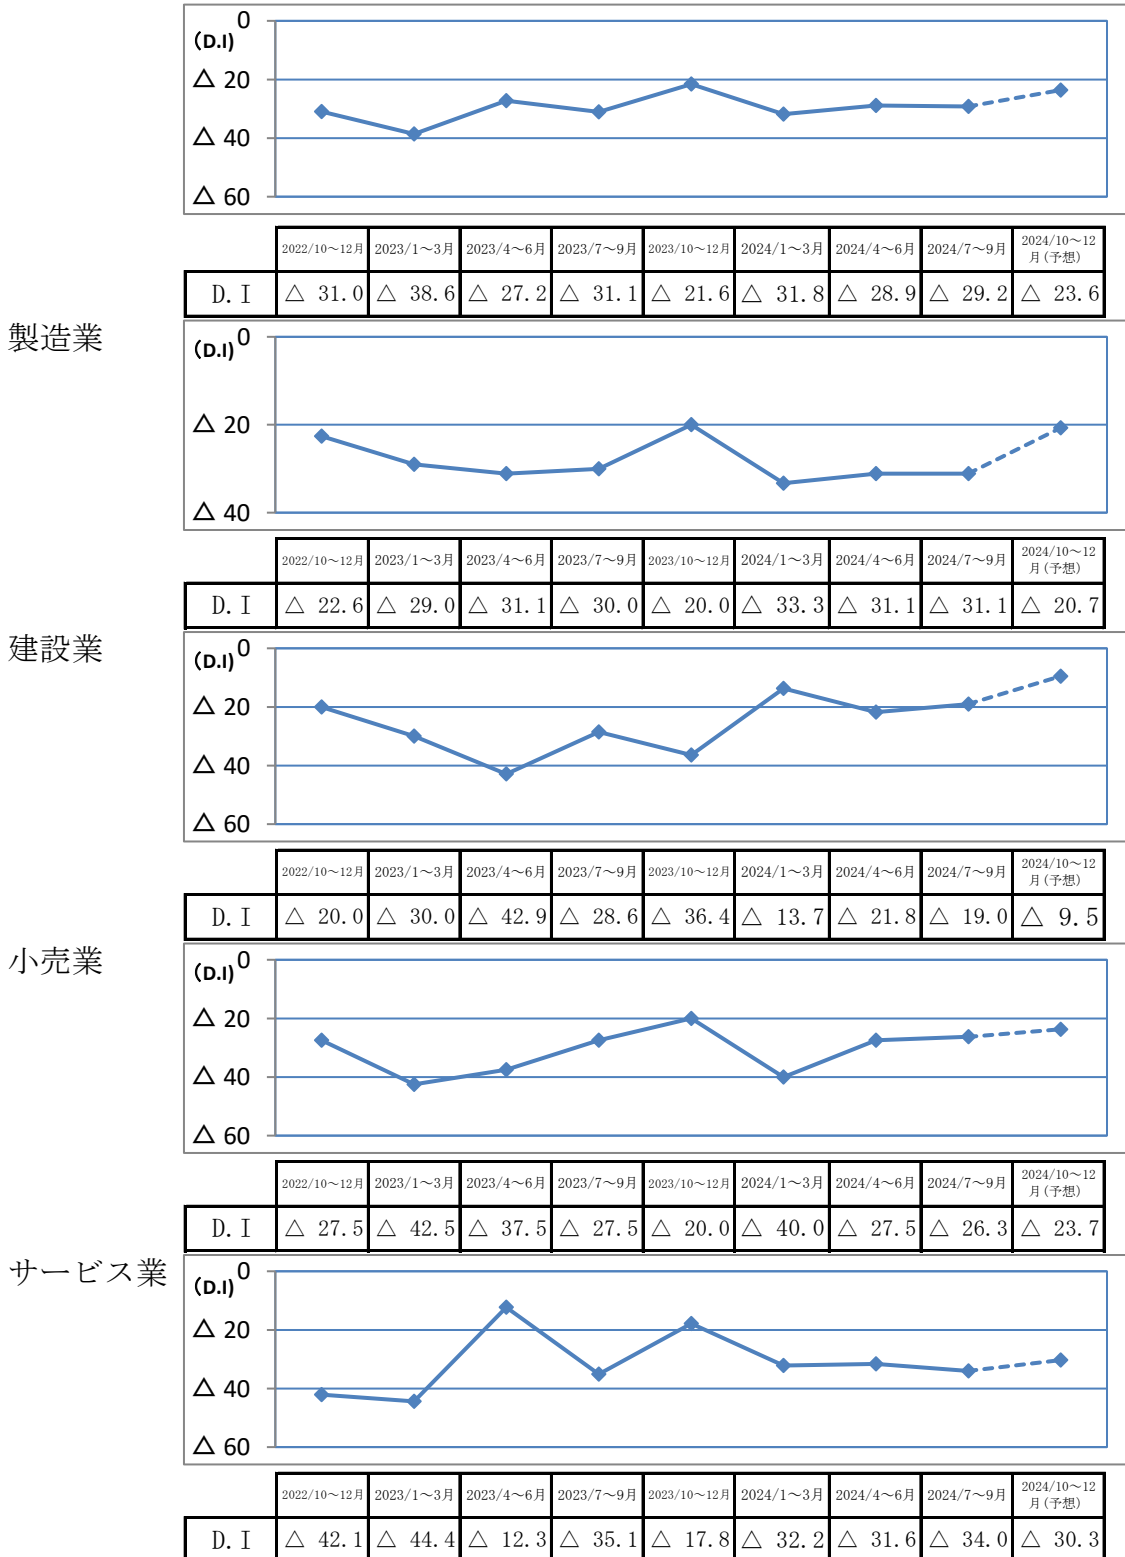 0
(D.I)
△ 20
△ 40
△ 60
2022/10～12月 2023/1～3月 2023/4～6月 2023/7～9月 2023/10～12月 2024/1～3月 2024/4～6月 2024/7～9月 2024/10～12
月(予想)
D.I △ 31.0 △ 38.6 △ 27.2 △ 31.1 △ 21.6 △ 31.8 △ 28.9 △ 29.2 △ 23.6
製造業
0
(D.I)
△ 20
△ 40
2022/10～12月 2023/1～3月 2023/4～6月 2023/7～9月 2023/10～12月 2024/1～3月 2024/4～6月 2024/7～9月 2024/10～12
月(予想)
D.I △ 22.6 △ 29.0 △ 31.1 △ 30.0 △ 20.0 △ 33.3 △ 31.1 △ 31.1 △ 20.7
建設業
0
(D.I)
△ 20
△ 40
△ 60
2022/10～12月 2023/1～3月 2023/4～6月 2023/7～9月 2023/10～12月 2024/1～3月 2024/4～6月 2024/7～9月 2024/10～12
月(予想)
D.I △ 20.0 △ 30.0 △ 42.9 △ 28.6 △ 36.4 △ 13.7 △ 21.8 △ 19.0 △ 9.5
小売業
0
(D.I)
△ 20
△ 40
△ 60
2022/10～12月 2023/1～3月 2023/4～6月 2023/7～9月 2023/10～12月 2024/1～3月 2024/4～6月 2024/7～9月 2024/10～12
月(予想)
D.I △ 27.5 △ 42.5 △ 37.5 △ 27.5 △ 20.0 △ 40.0 △ 27.5 △ 26.3 △ 23.7
サービス業
0
(D.I)
△ 20
△ 40
△ 60
2022/10～12月 2023/1～3月 2023/4～6月 2023/7～9月 2023/10～12月 2024/1～3月 2024/4～6月 2024/7～9月 2024/10～12
月(予想)
D.I △ 42.1 △ 44.4 △ 12.3 △ 35.1 △ 17.8 △ 32.2 △ 31.6 △ 34.0 △ 30.3